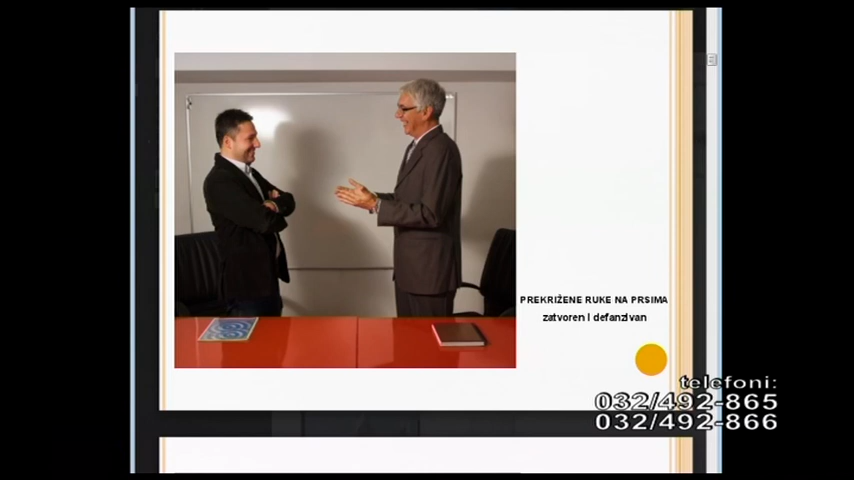 PREKRIŽENE RUKE NA PRSIMA
zatvoren i defanzivan
telefoni:
032/492-865
032/492-866